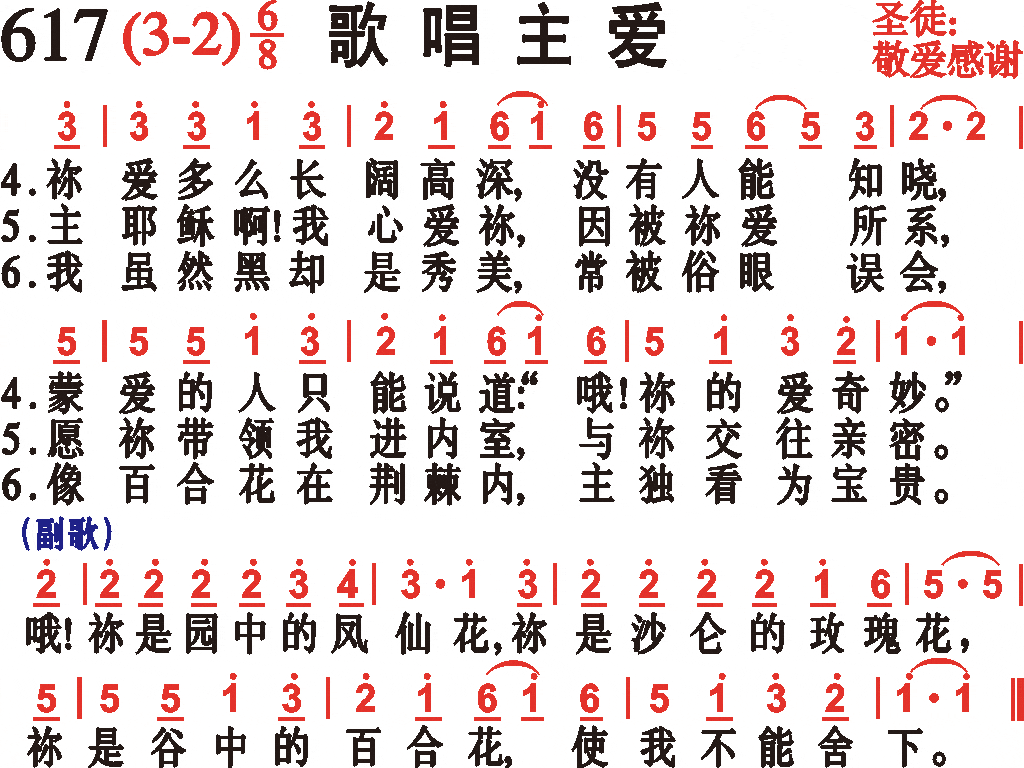 617 (3-2) 6/8 歌唱主爱 圣徒:
敬爱感谢
3 | 3 3 1 3 | 2 1 6 1 6 | 5 5 6 5 3 | 2 · 2 |
4.祢爱多么长阔高深,没有人能知晓,
5.主耶稣啊!我心爱祢,因被祢爱所系,
6.我虽然黑却是秀美,常被俗眼误会,
5 | 5 5 1 3 | 2 1 6 1 6 | 5 1 3 2 | 1 · 1 |
4.蒙爱的人只能说道:“哦!祢的爱奇妙。”
5.愿祢带领我进内室,与祢交往亲密。
6.像百合花在荆棘内,主独看为宝贵。
(副歌)
2 | 2 2 2 2 3 4 | 3 · 1 3 | 2 2 2 2 1 6 | 5 · 5 |
哦!祢是园中的凤仙花,祢是沙仑的玫瑰花,
5 | 5 5 1 3 | 2 1 6 1 6 | 5 1 3 2 | 1 · 1
祢是谷中的百合花,使我不能舍下。